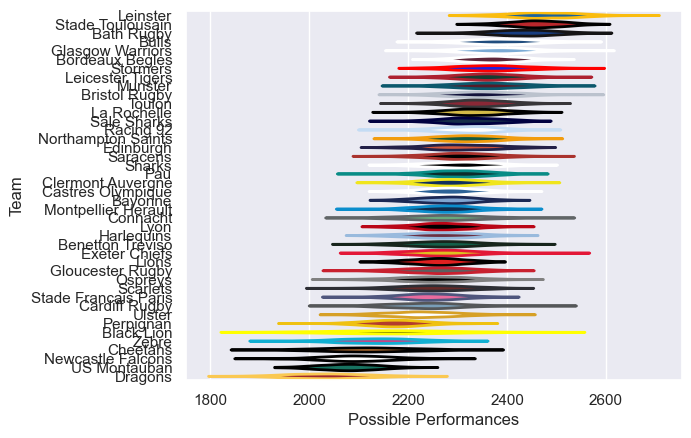 Leinster
Stade Toulousain
Bath Rugby
Bulls
Glasgow Warriors
Bordeaux Begles
Stormers
Leicester Tigers
Munster
Bristol Rugby
Toulon
La Rochelle
Sale Sharks
Racing 92
Northampton Saints
Edinburgh
Saracens
Sharks
Pau
Clermont Auvergne
Castres Olympique
Bayonne
Montpellier Herault
Connacht
Lyon
Harlequins
Benetton Treviso
Exeter Chiefs
Lions
Gloucester Rugby
Ospreys
Scarlets
Stade Francais Paris
Cardiff Rugby
Ulster
Perpignan
Black Lion
Zebre
Cheetahs
Newcastle Falcons
US Montauban
Dragons
Team
1800 2000 2200 2400 2600
Possible Performances